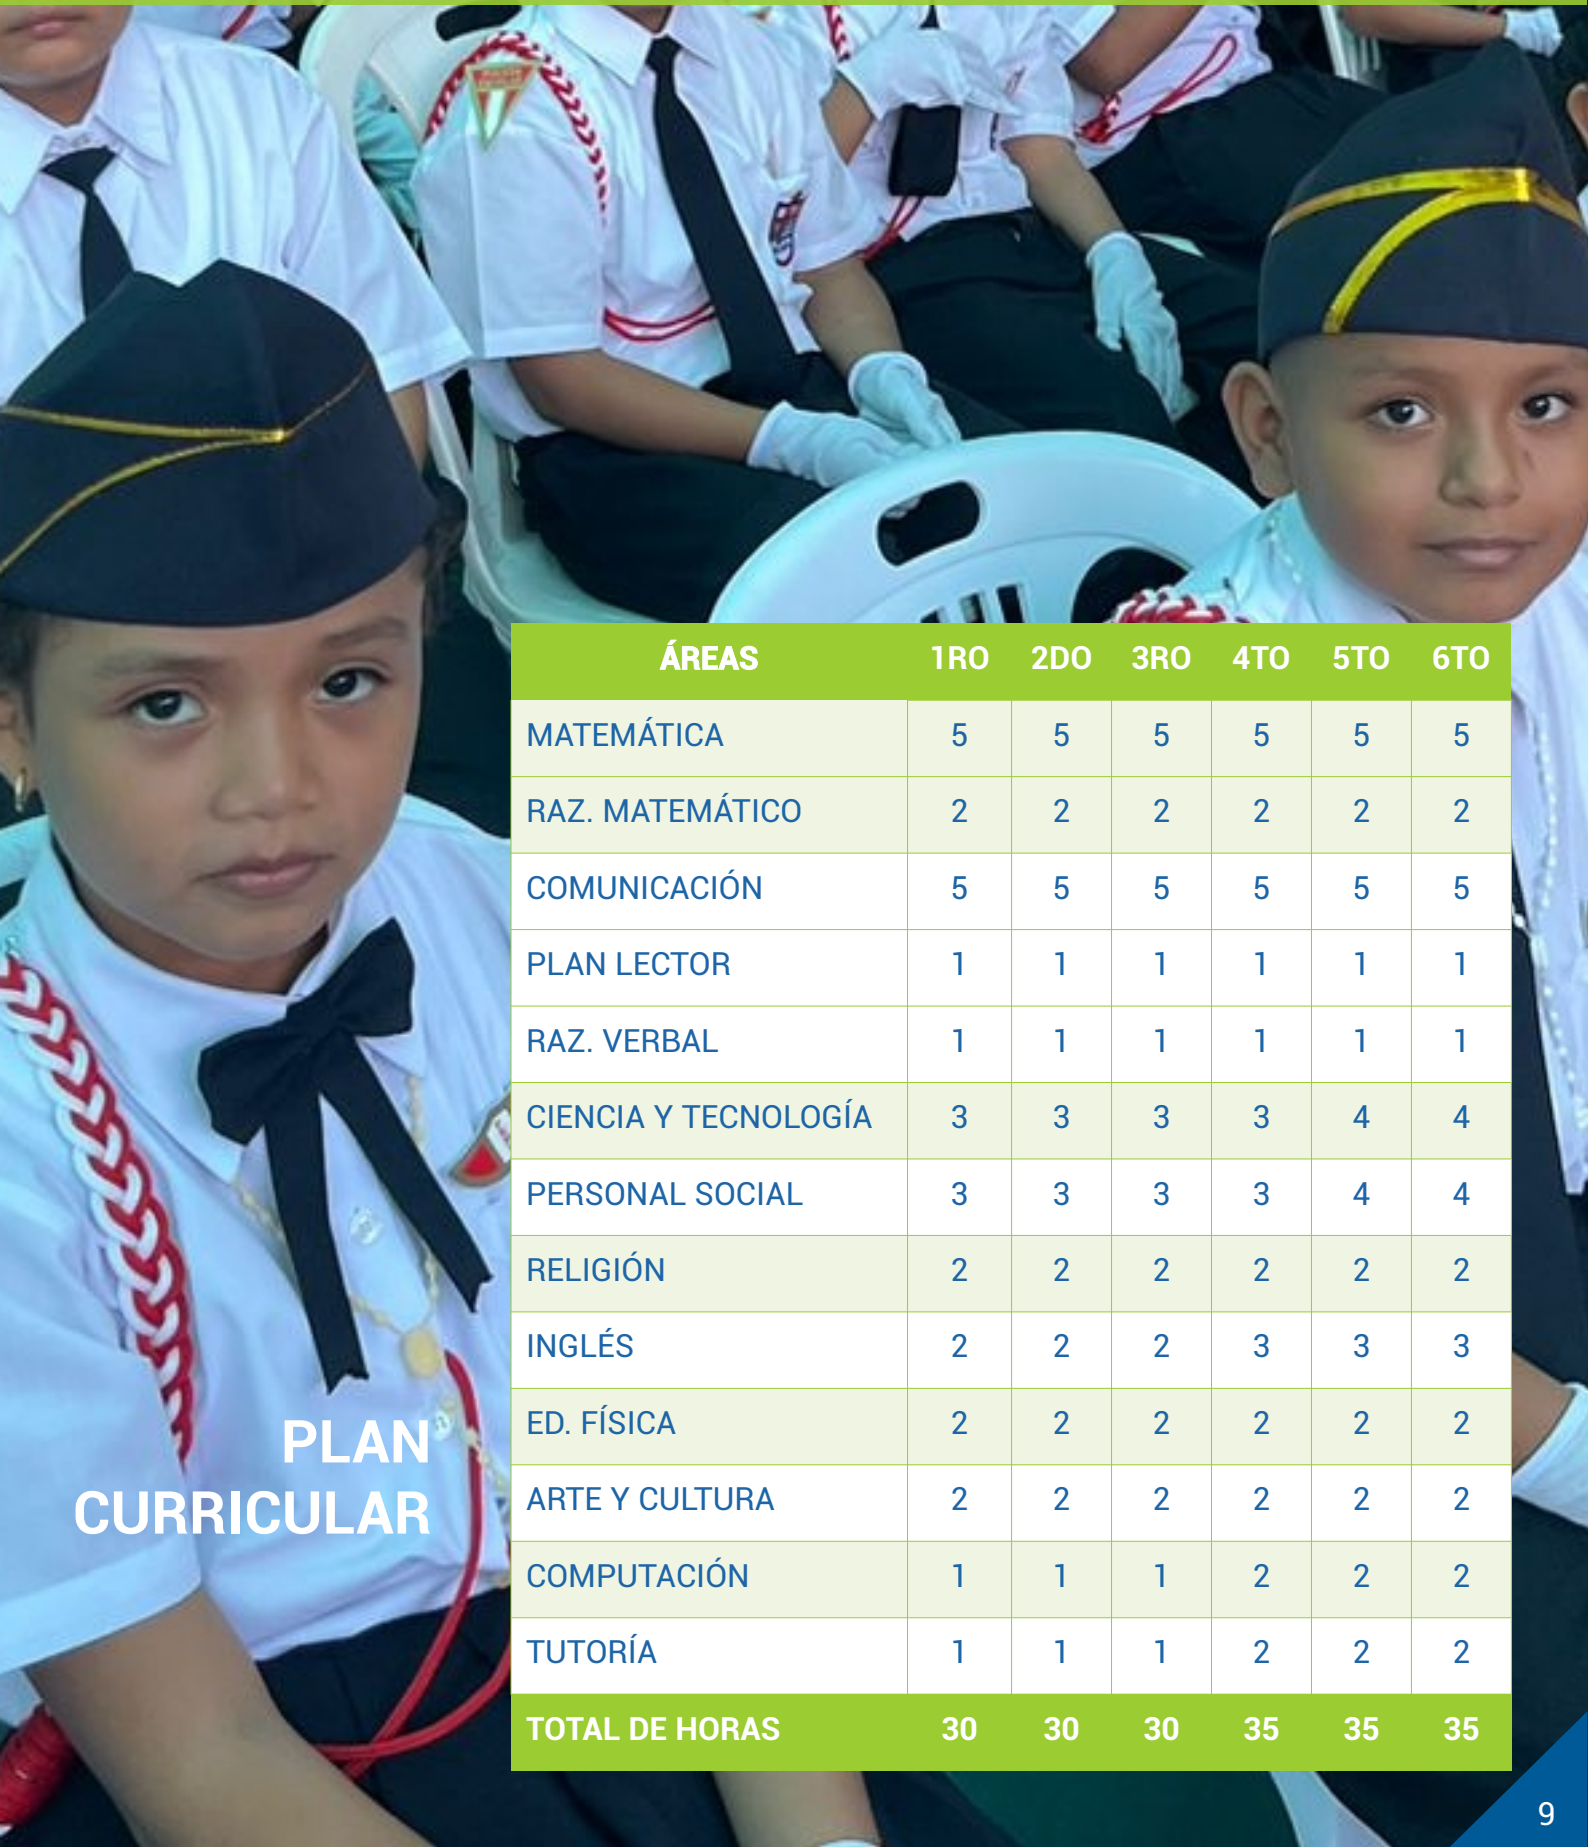 PLAN
CURRICULAR
ÁREAS 1RO 2DO 3RO 4TO 5TO 6TO
MATEMÁTICA 5 5 5 5 5 5
RAZ. MATEMÁTICO 2 2 2 2 2 2
COMUNICACIÓN 5 5 5 5 5 5
PLAN LECTOR 1 1 1 1 1 1
RAZ. VERBAL 1 1 1 1 1 1
CIENCIA Y TECNOLOGÍA 3 3 3 3 4 4
PERSONAL SOCIAL 3 3 3 3 4 4
RELIGIÓN 2 2 2 2 2 2
INGLÉS 2 2 2 3 3 3
ED. FÍSICA 2 2 2 2 2 2
ARTE Y CULTURA 2 2 2 2 2 2
COMPUTACIÓN 1 1 1 2 2 2
TUTORÍA 1 1 1 2 2 2
TOTAL DE HORAS 30 30 30 35 35 35
9